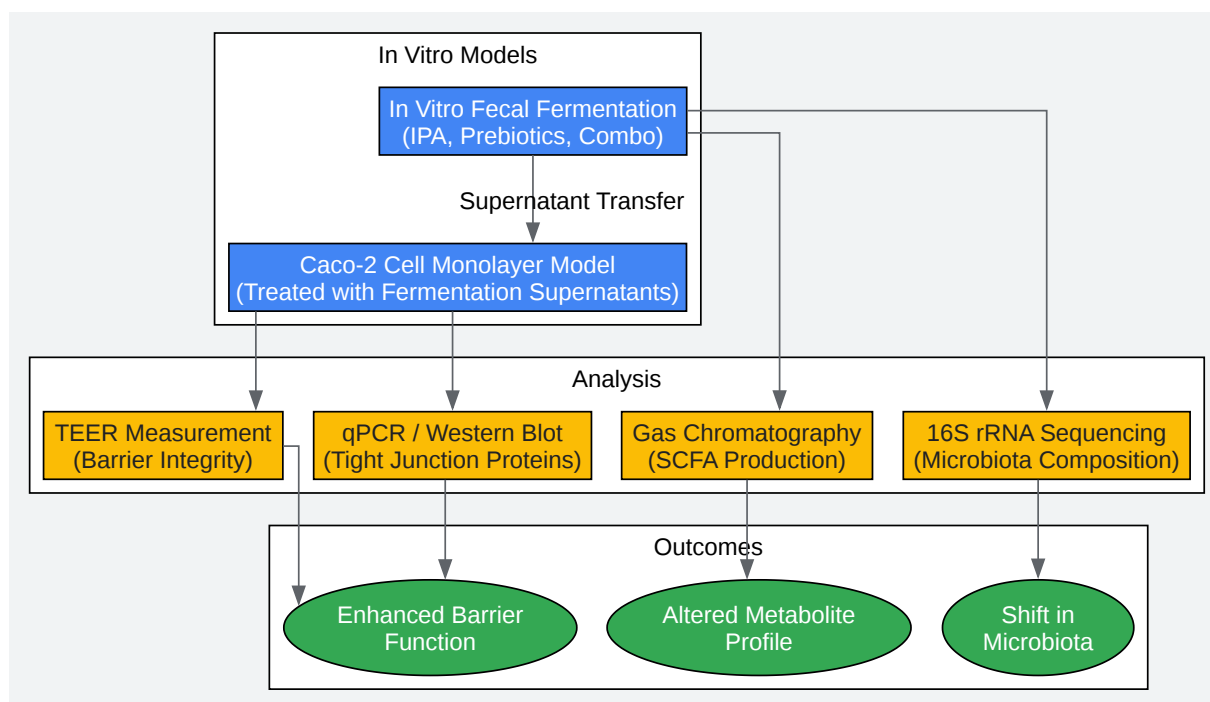 In Vitro Models
In Vitro Fecal Fermentation
(IPA, Prebiotics, Combo)
Supernatant Transfer
Caco-2 Cell Monolayer Model
(Treated with Fermentation Supernatants)
Analysis
TEER Measurement
(Barrier Integrity)
qPCR / Western Blot
(Tight Junction Proteins)
Gas Chromatography
(SCFA Production)
16S rRNA Sequencing
(Microbiota Composition)
Outcomes
Enhanced Barrier
Function
Altered Metabolite
Profile
Shift in
Microbiota